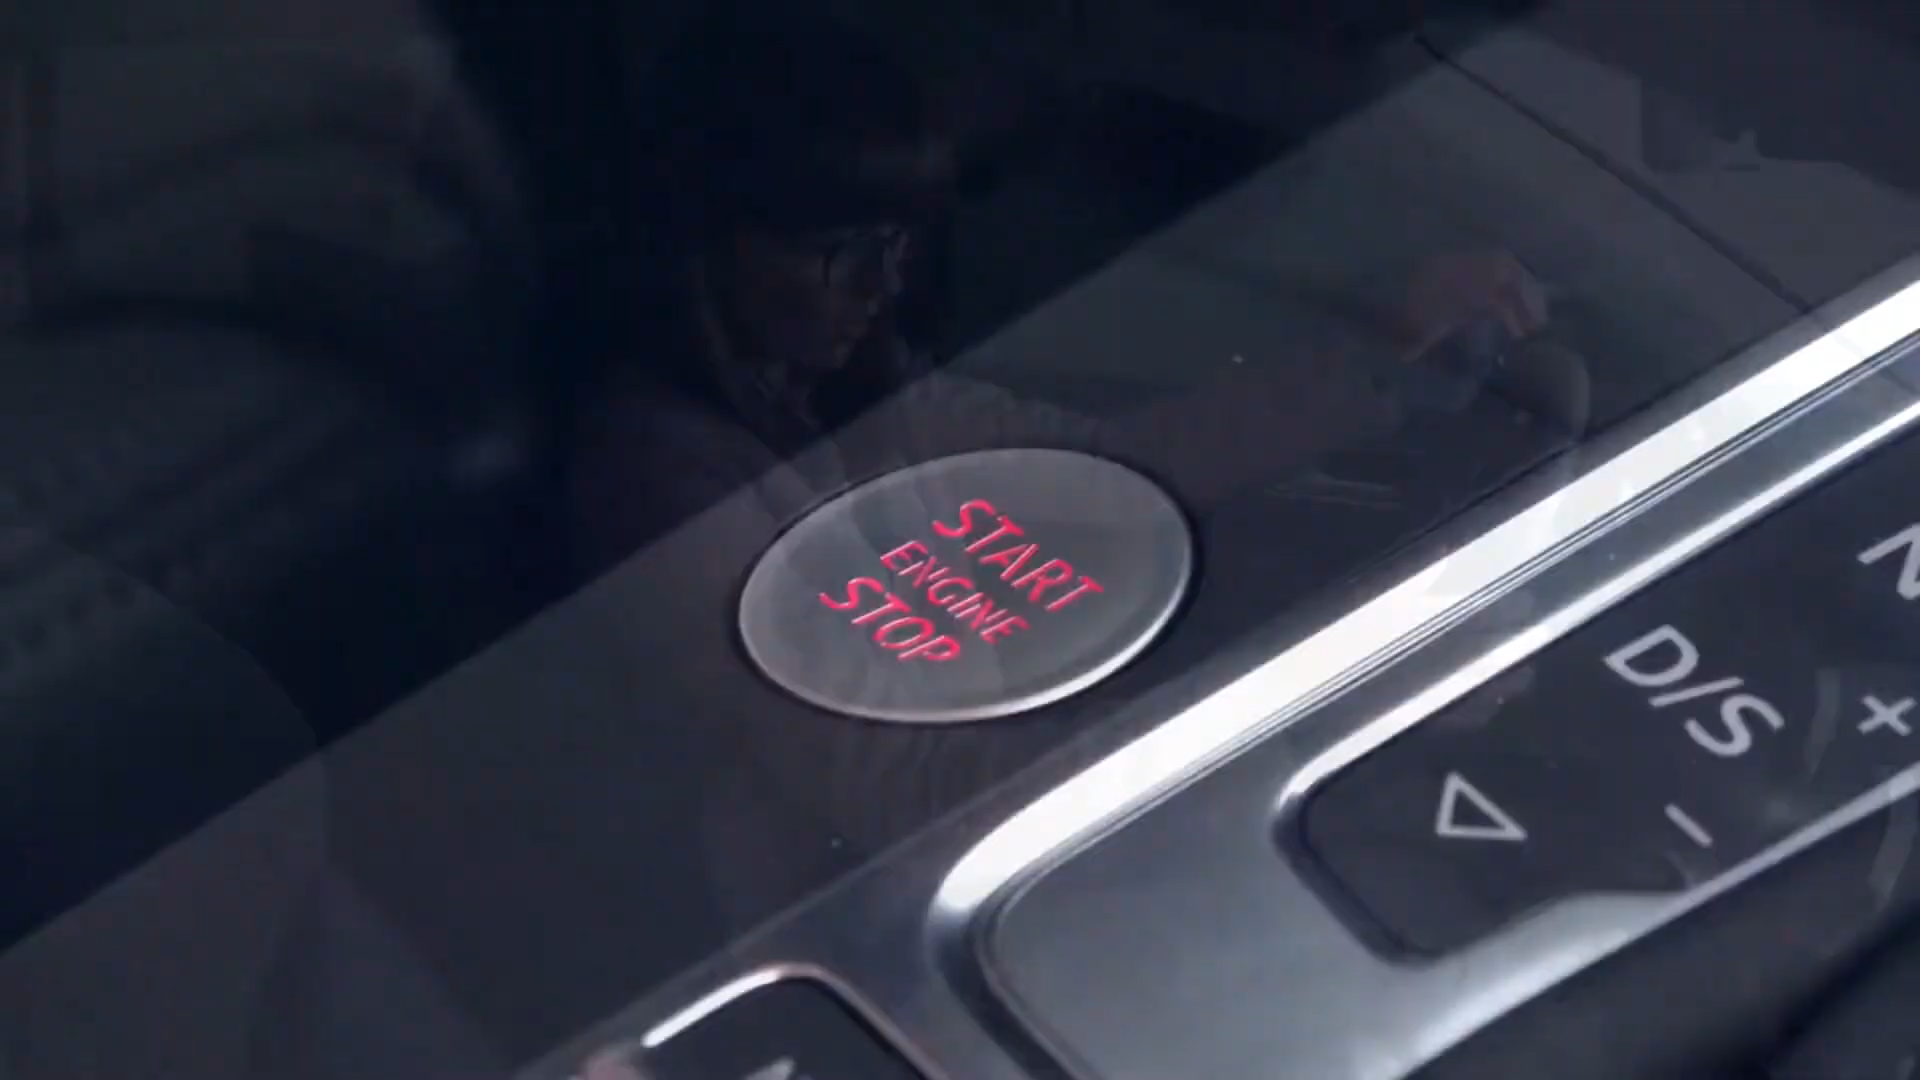 START
ENGINE
STOP
N
D/S
+
-